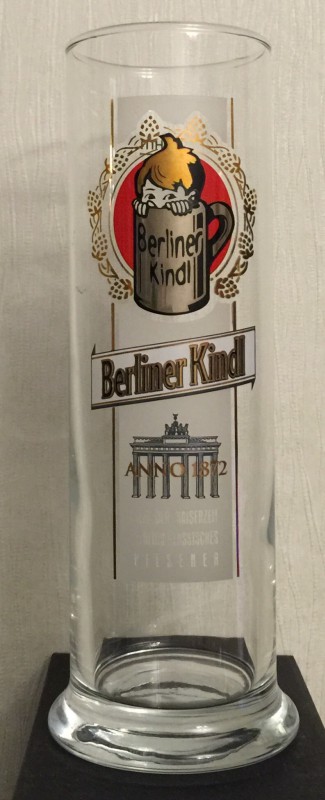 Berliner
Kindl
Berliner Kindl
ANNO 1872
PILSENER